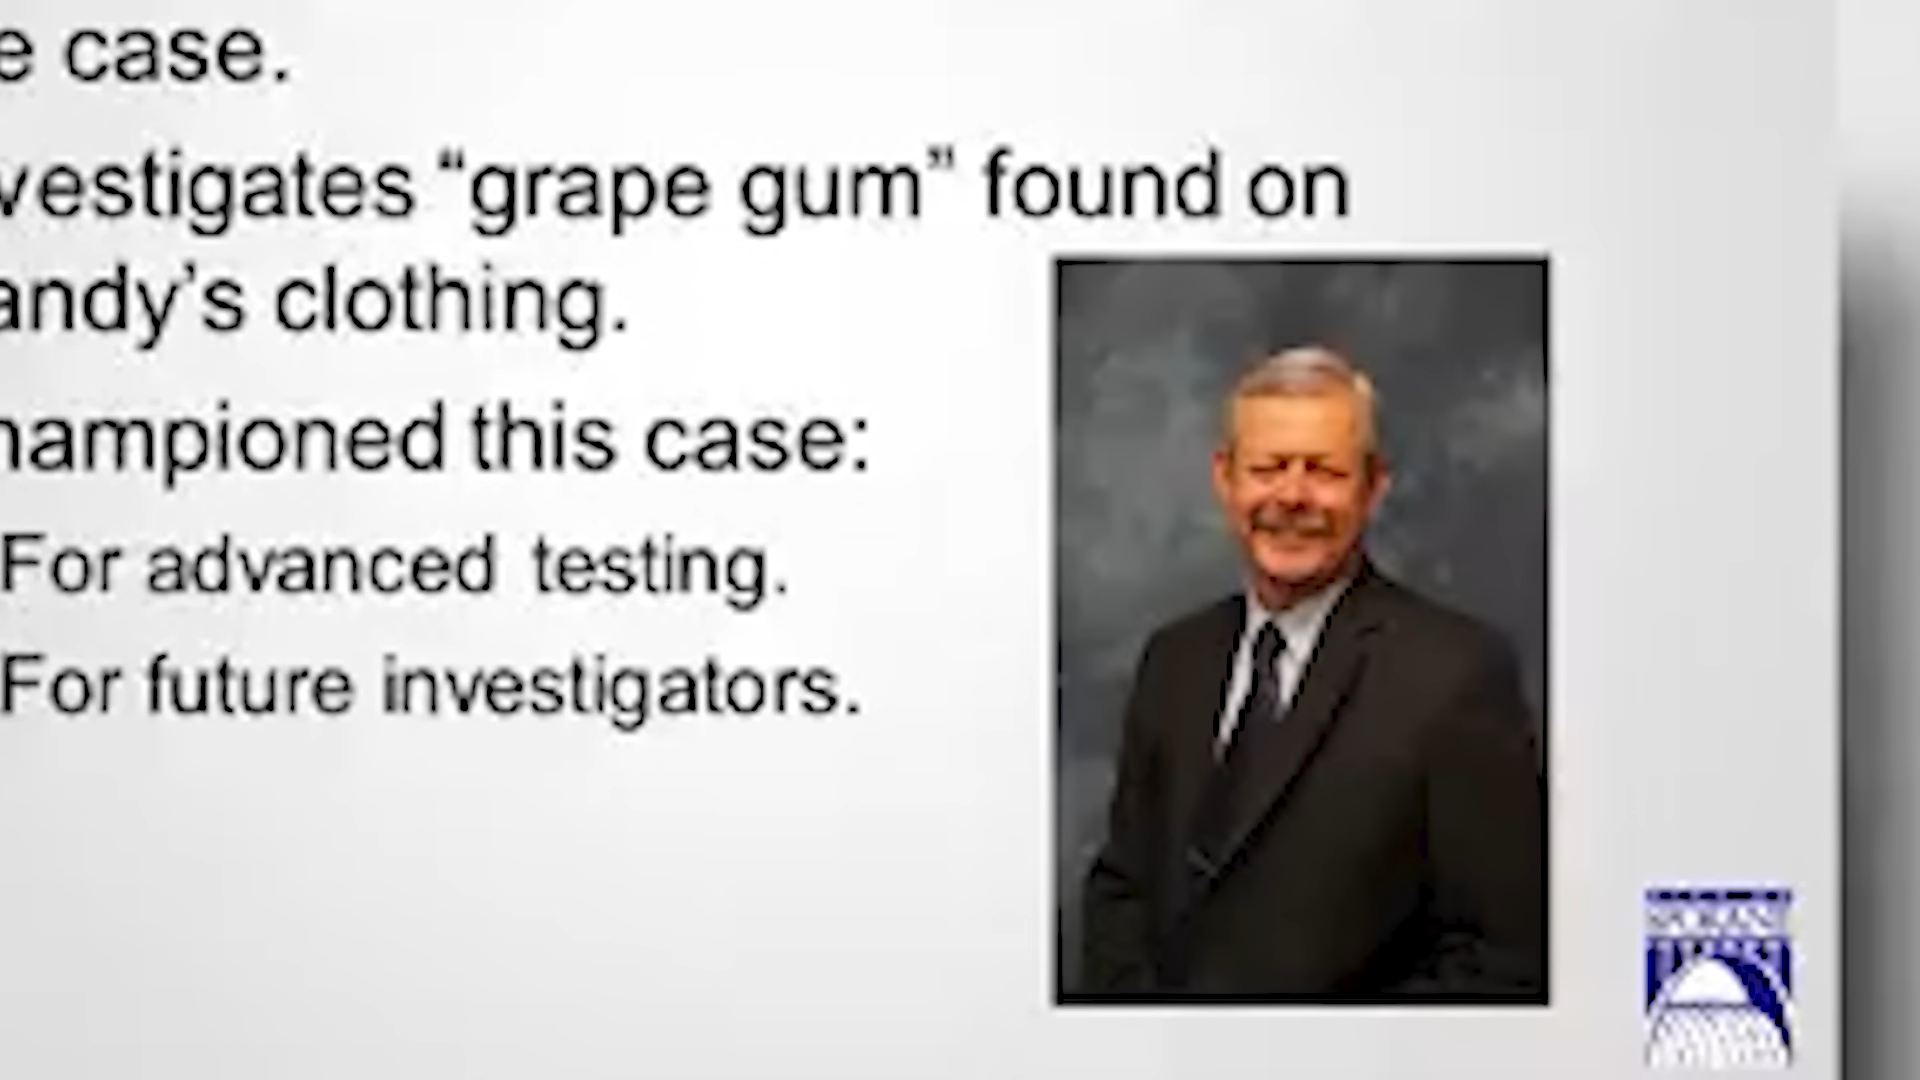 e case.
vestigates “grape gum” found on
andy’s clothing.
hampioned this case:
For advanced testing.
For future investigators.